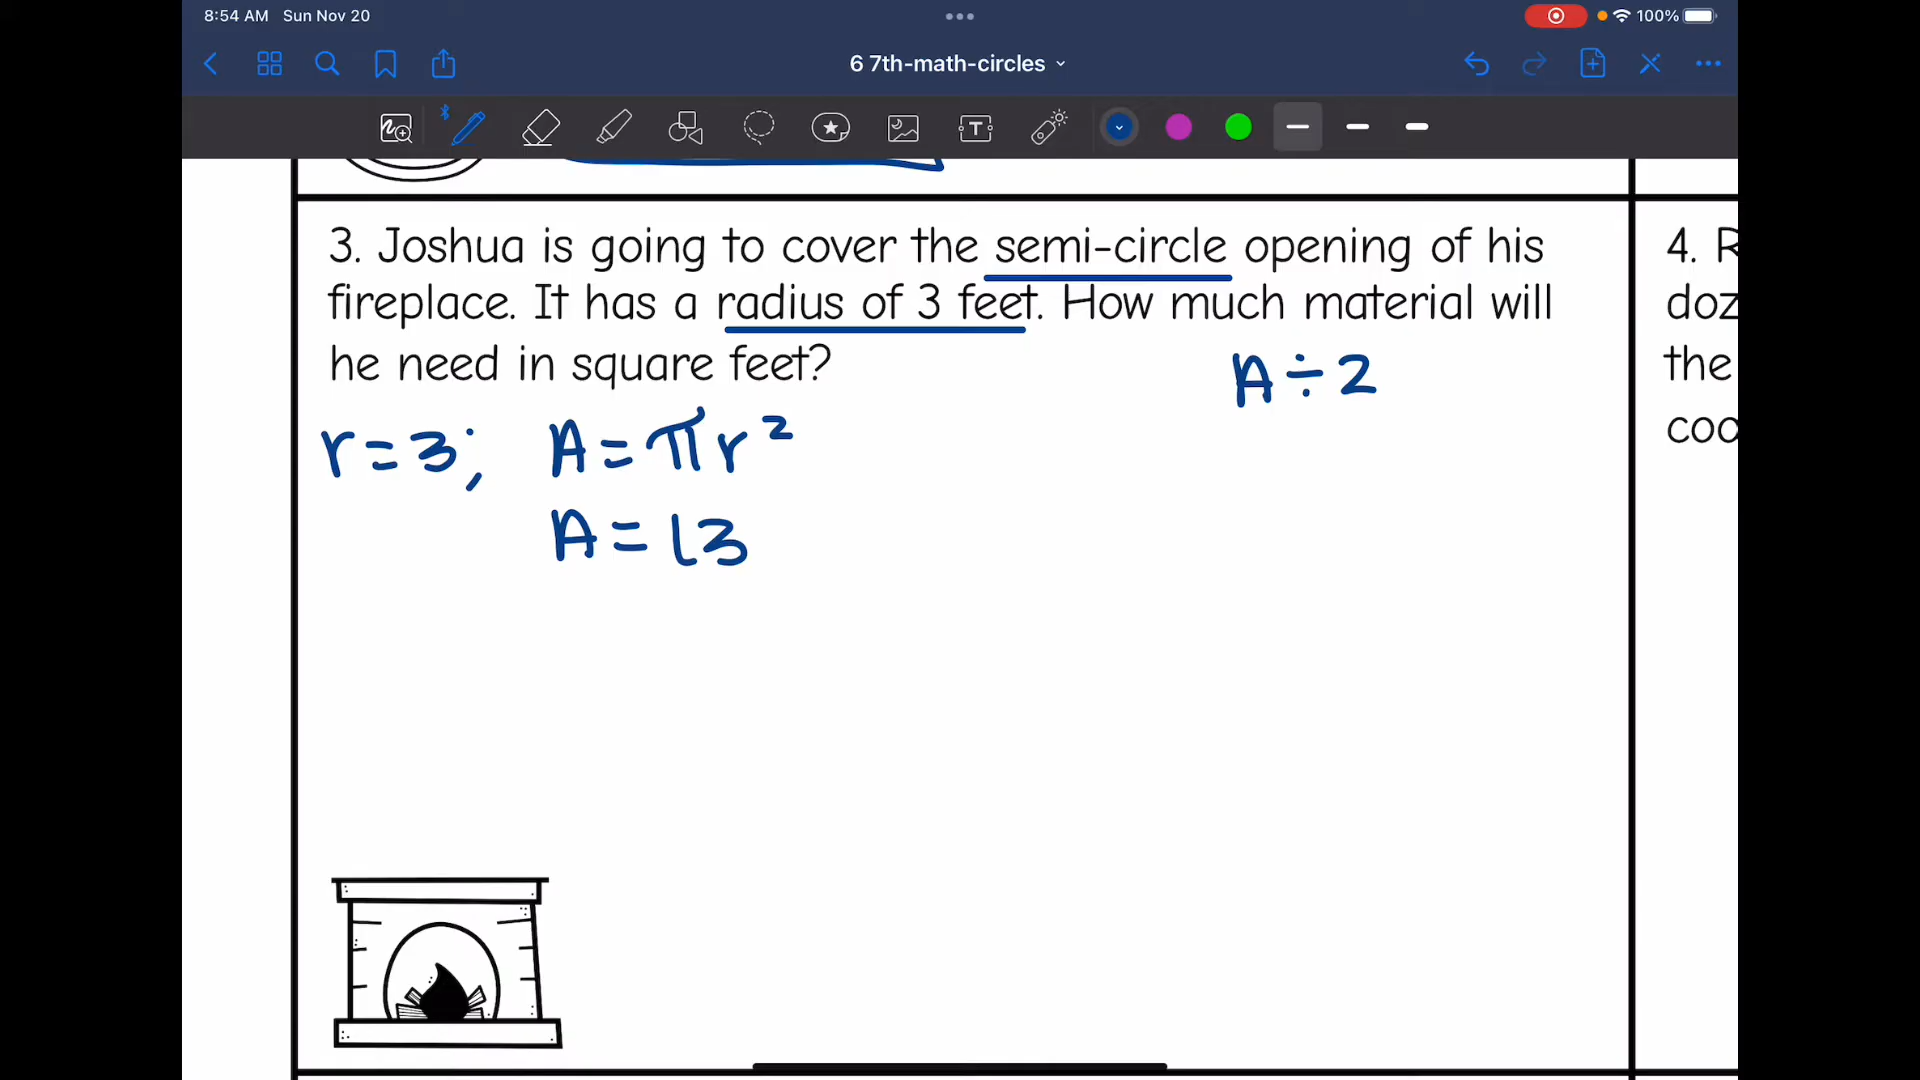 8:54 AM Sun Nov 20
100%
6 7th-math-circles
T
3. Joshua is going to cover the semi-circle opening of his
fireplace. It has a radius of 3 feet. How much material will
he need in square feet?
A÷2
r=3; A=πr²
A=(3
4. R
doz
the
coo